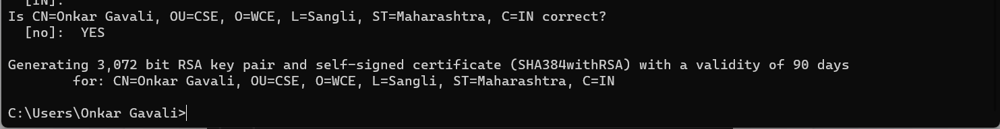 [IN]:
Is CN=Onkar Gavali, OU=CSE, O=WCE, L=Sangli, ST=Maharashtra, C=IN correct?
[no]: YES
Generating 3,072 bit RSA key pair and self-signed certificate (SHA384withRSA) with a validity of 90 days
for: CN=Onkar Gavali, OU=CSE, O=WCE, L=Sangli, ST=Maharashtra, C=IN
C:\Users\Onkar Gavali>